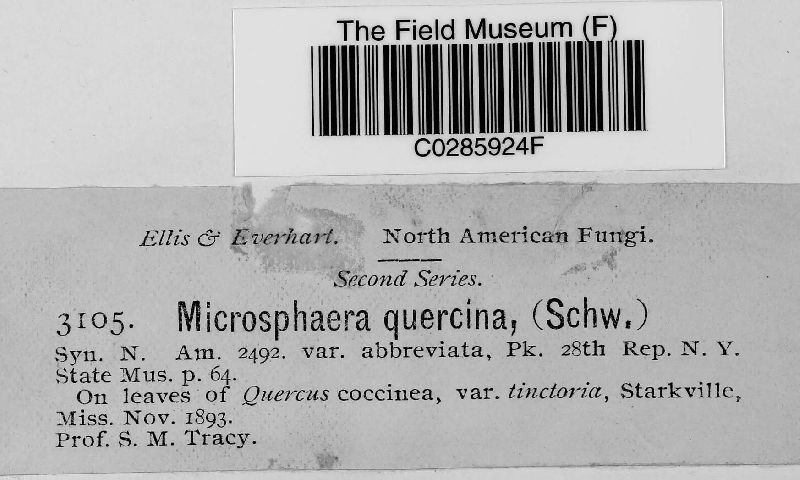 The Field Museum (F)
C0285924F
Ellis & Everhart. North American Fungi.
Second Series.
3105. Microsphaera quercina, (Schw.)
Syn. N. Am. 2492. var. abbreviata, Pk. 28th Rep. N. Y.
State Mus. p. 64.
On leaves of Quercus coccinea, var. tinctoria, Starkville,
Miss. Nov. 1893.
Prof. S. M. Tracy.